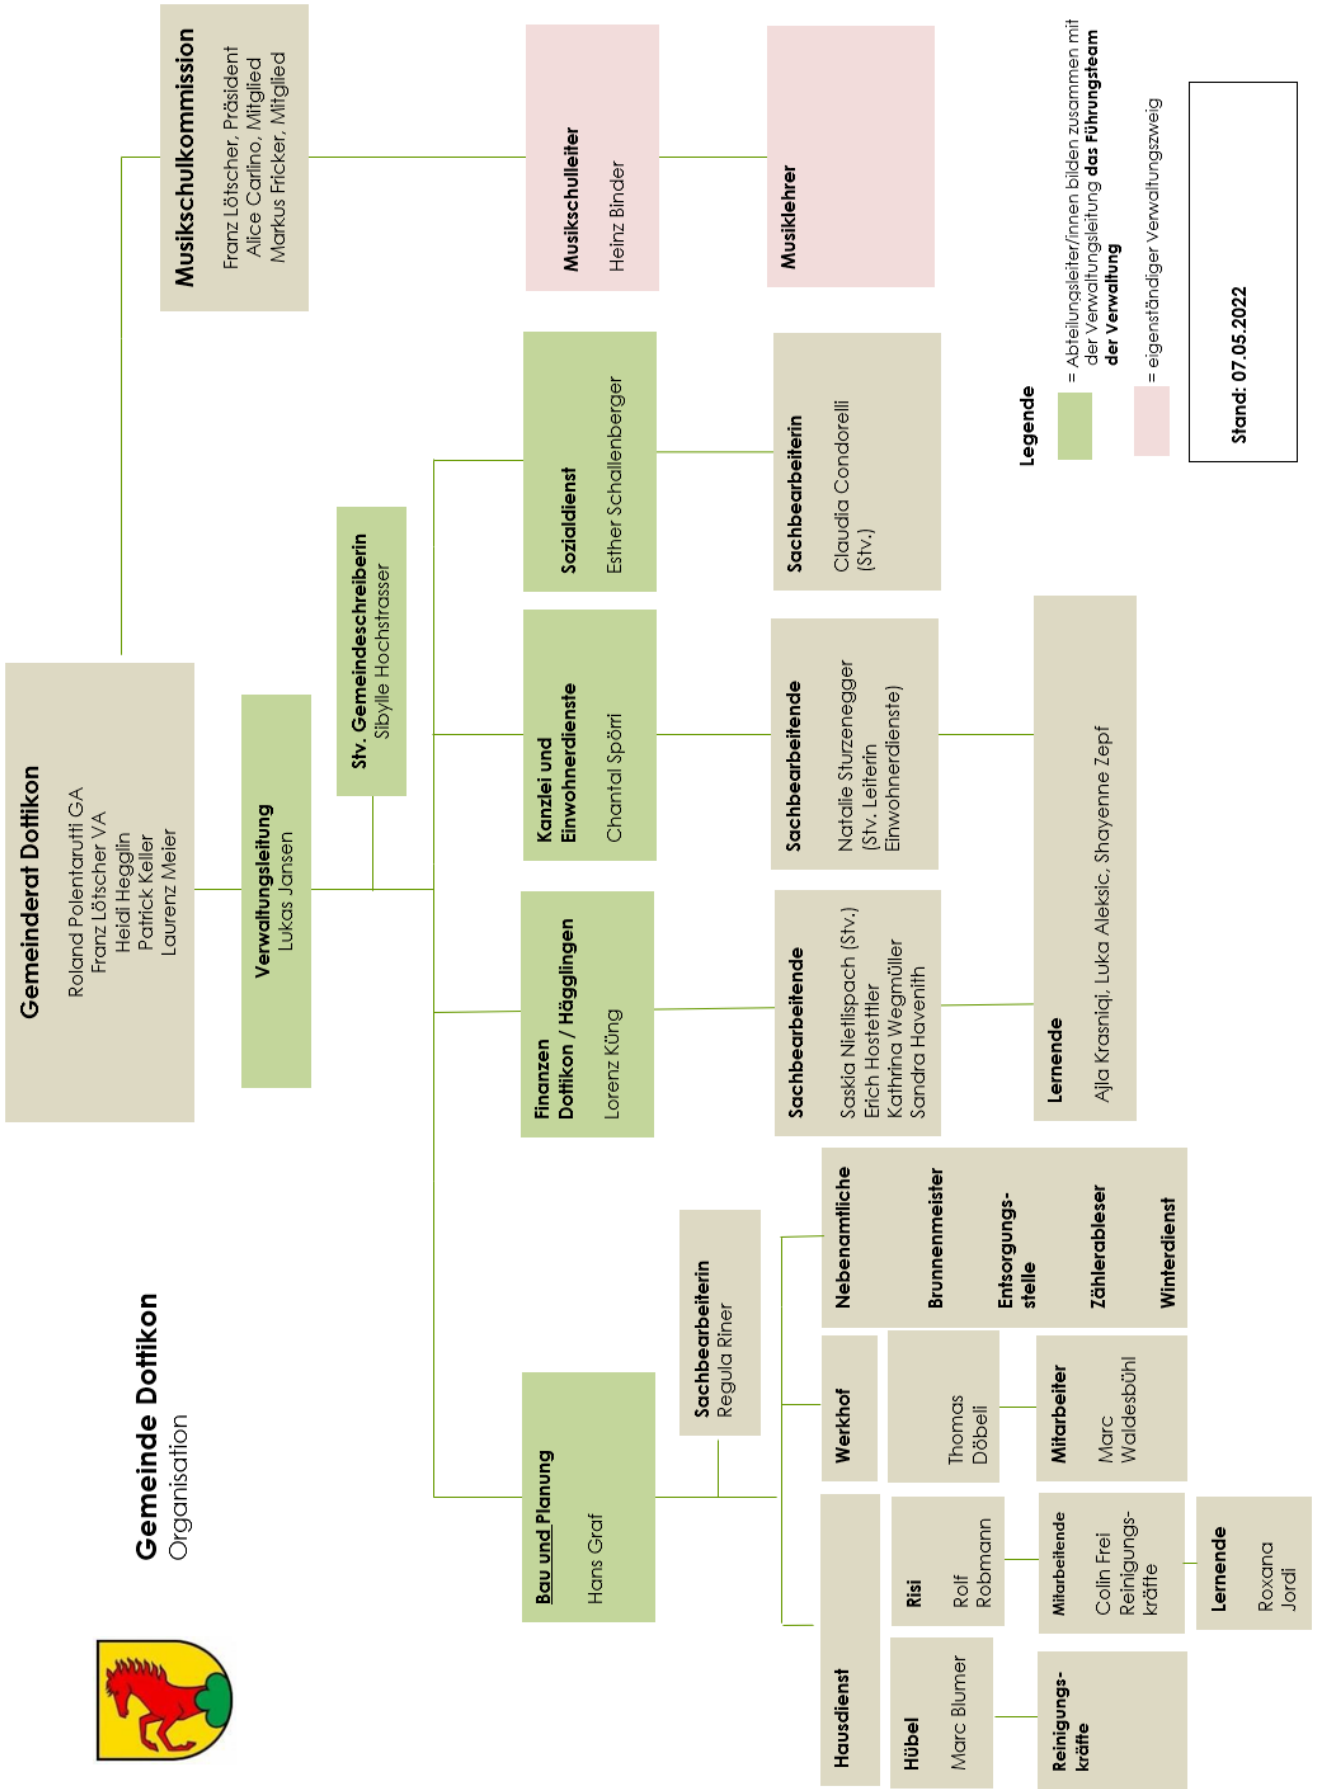 Gemeinde Dottikon
Organisation
Gemeinderat Dottikon
Roland Polentarutti GA
Franz Lötscher VA
Heidi Hegglin
Patrick Keller
Laurenz Meier
Musikschulkommission
Franz Lötscher, Präsident
Alice Carlino, Mitglied
Markus Fricker, Mitglied
Verwaltungsleitung
Lukas Jansen
Stv. Gemeindeschreiberin
Sibylle Hochstrasser
Bau und Planung
Hans Graf
Finanzen
Dottikon / Hägglingen
Lorenz Küng
Kanzlei und
Einwohnerdienste
Chantal Spörri
Sozialdienst
Esther Schallenberger
Musikschulleiter
Heinz Binder
Sachbearbeiterin
Regula Riner
Sachbearbeitende
Saskia Nietlispach (Stv.)
Erich Hostettler
Kathrina Wegmüller
Sandra Havenith
Sachbearbeitende
Natalie Sturzenegger
(Stv. Leiterin
Einwohnerdienste)
Sachbearbeiterin
Claudia Condorelli
(Stv.)
Musiklehrer
Hausdienst
Werkhof
Nebenamtliche
Brunnenmeister
Entsorgungs-
stelle
Zählerableser
Winterdienst
Hübel
Marc Blumer
Risi
Rolf
Robmann
Thomas
Döbeli
Reinigungs-
kräfte
Mitarbeitende
Colin Frei
Reinigungs-
kräfte
Mitarbeiter
Marc
Waldesbühl
Lernende
Roxana
Jordi
Lernende
Ajla Krasniqi, Luka Aleksic, Shayenne Zepf
Legende
= Abteilungsleiter/innen bilden zusammen mit
der Verwaltungsleitung das Führungsteam
der Verwaltung
= eigenständiger Verwaltungszweig
Stand: 07.05.2022